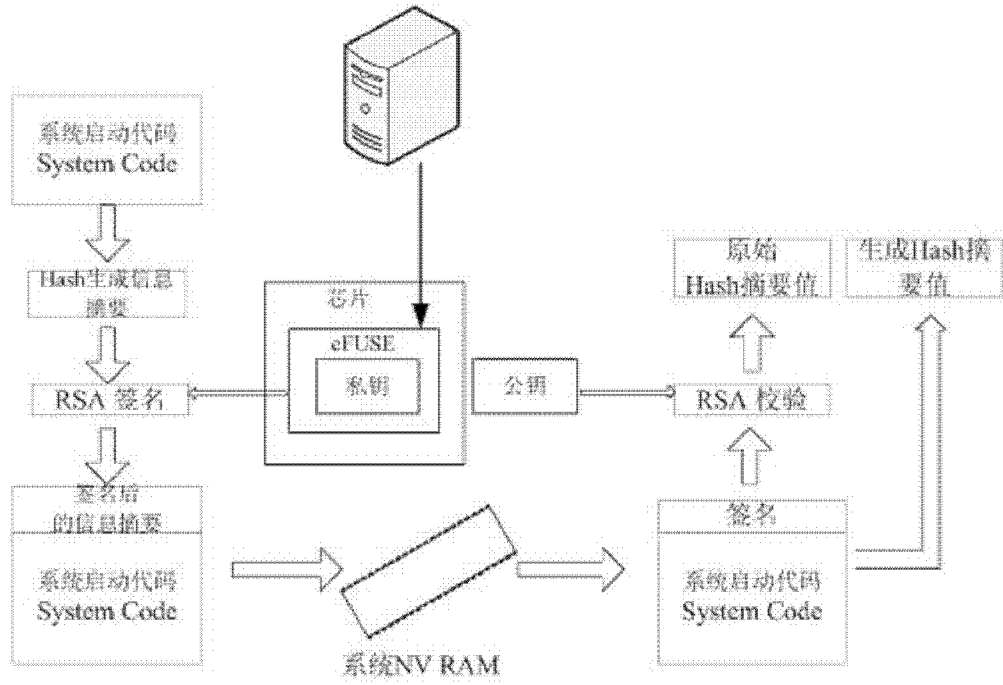 系统启动代码
System Code
Hash生成信息
摘要
RSA 签名
签名后
的信息摘要
系统启动代码
System Code
芯片
eFUSE
私钥
公钥
系统NV RAM
原始
Hash摘要值
生成Hash摘
要值
RSA 校验
签名
系统启动代码
System Code